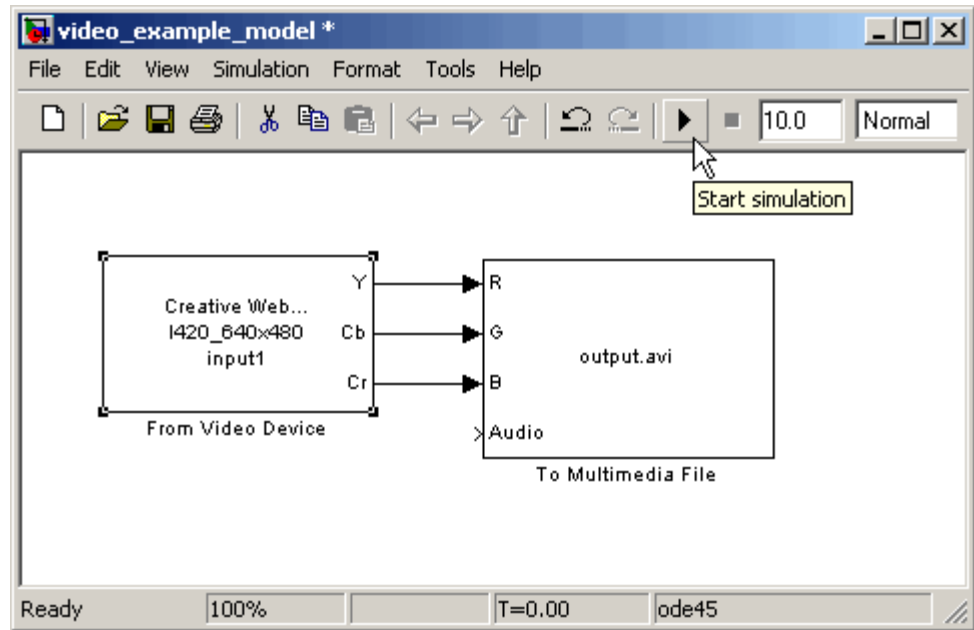 video_example_model *
File Edit View Simulation Format Tools Help
10.0 Normal
Start simulation
Creative Web...
I420_640x480
input1
Y
Cb
Cr
From Video Device
R
G
B
Audio
output.avi
To Multimedia File
Ready 100% T=0.00 ode45